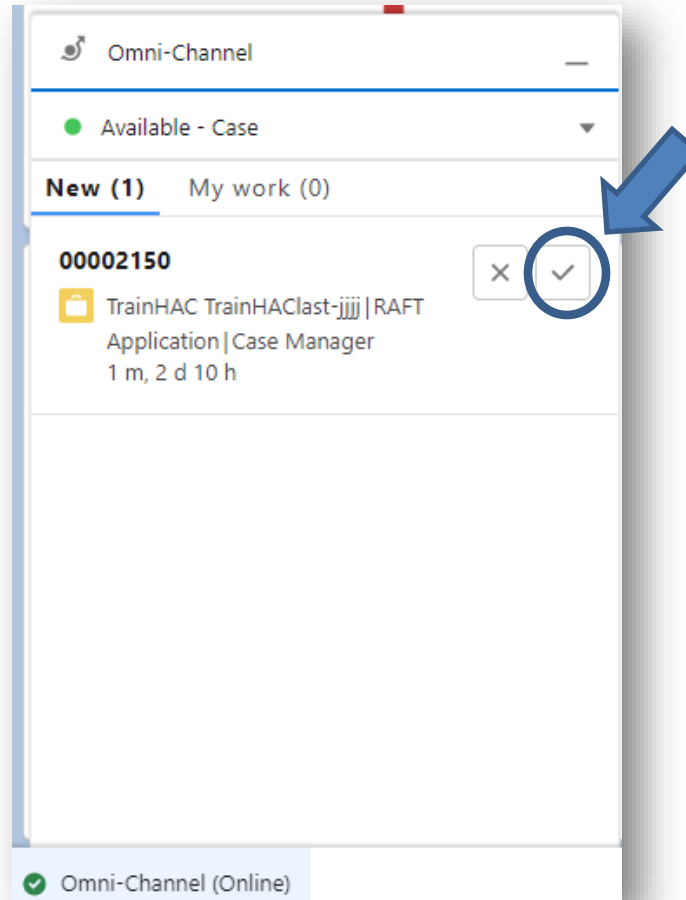 Omni-Channel
Available - Case
New (1) My work (0)
00002150
TrainHAC TrainHAClast-jjjj|RAFT
Application|Case Manager
1 m, 2 d 10 h
Omni-Channel (Online)